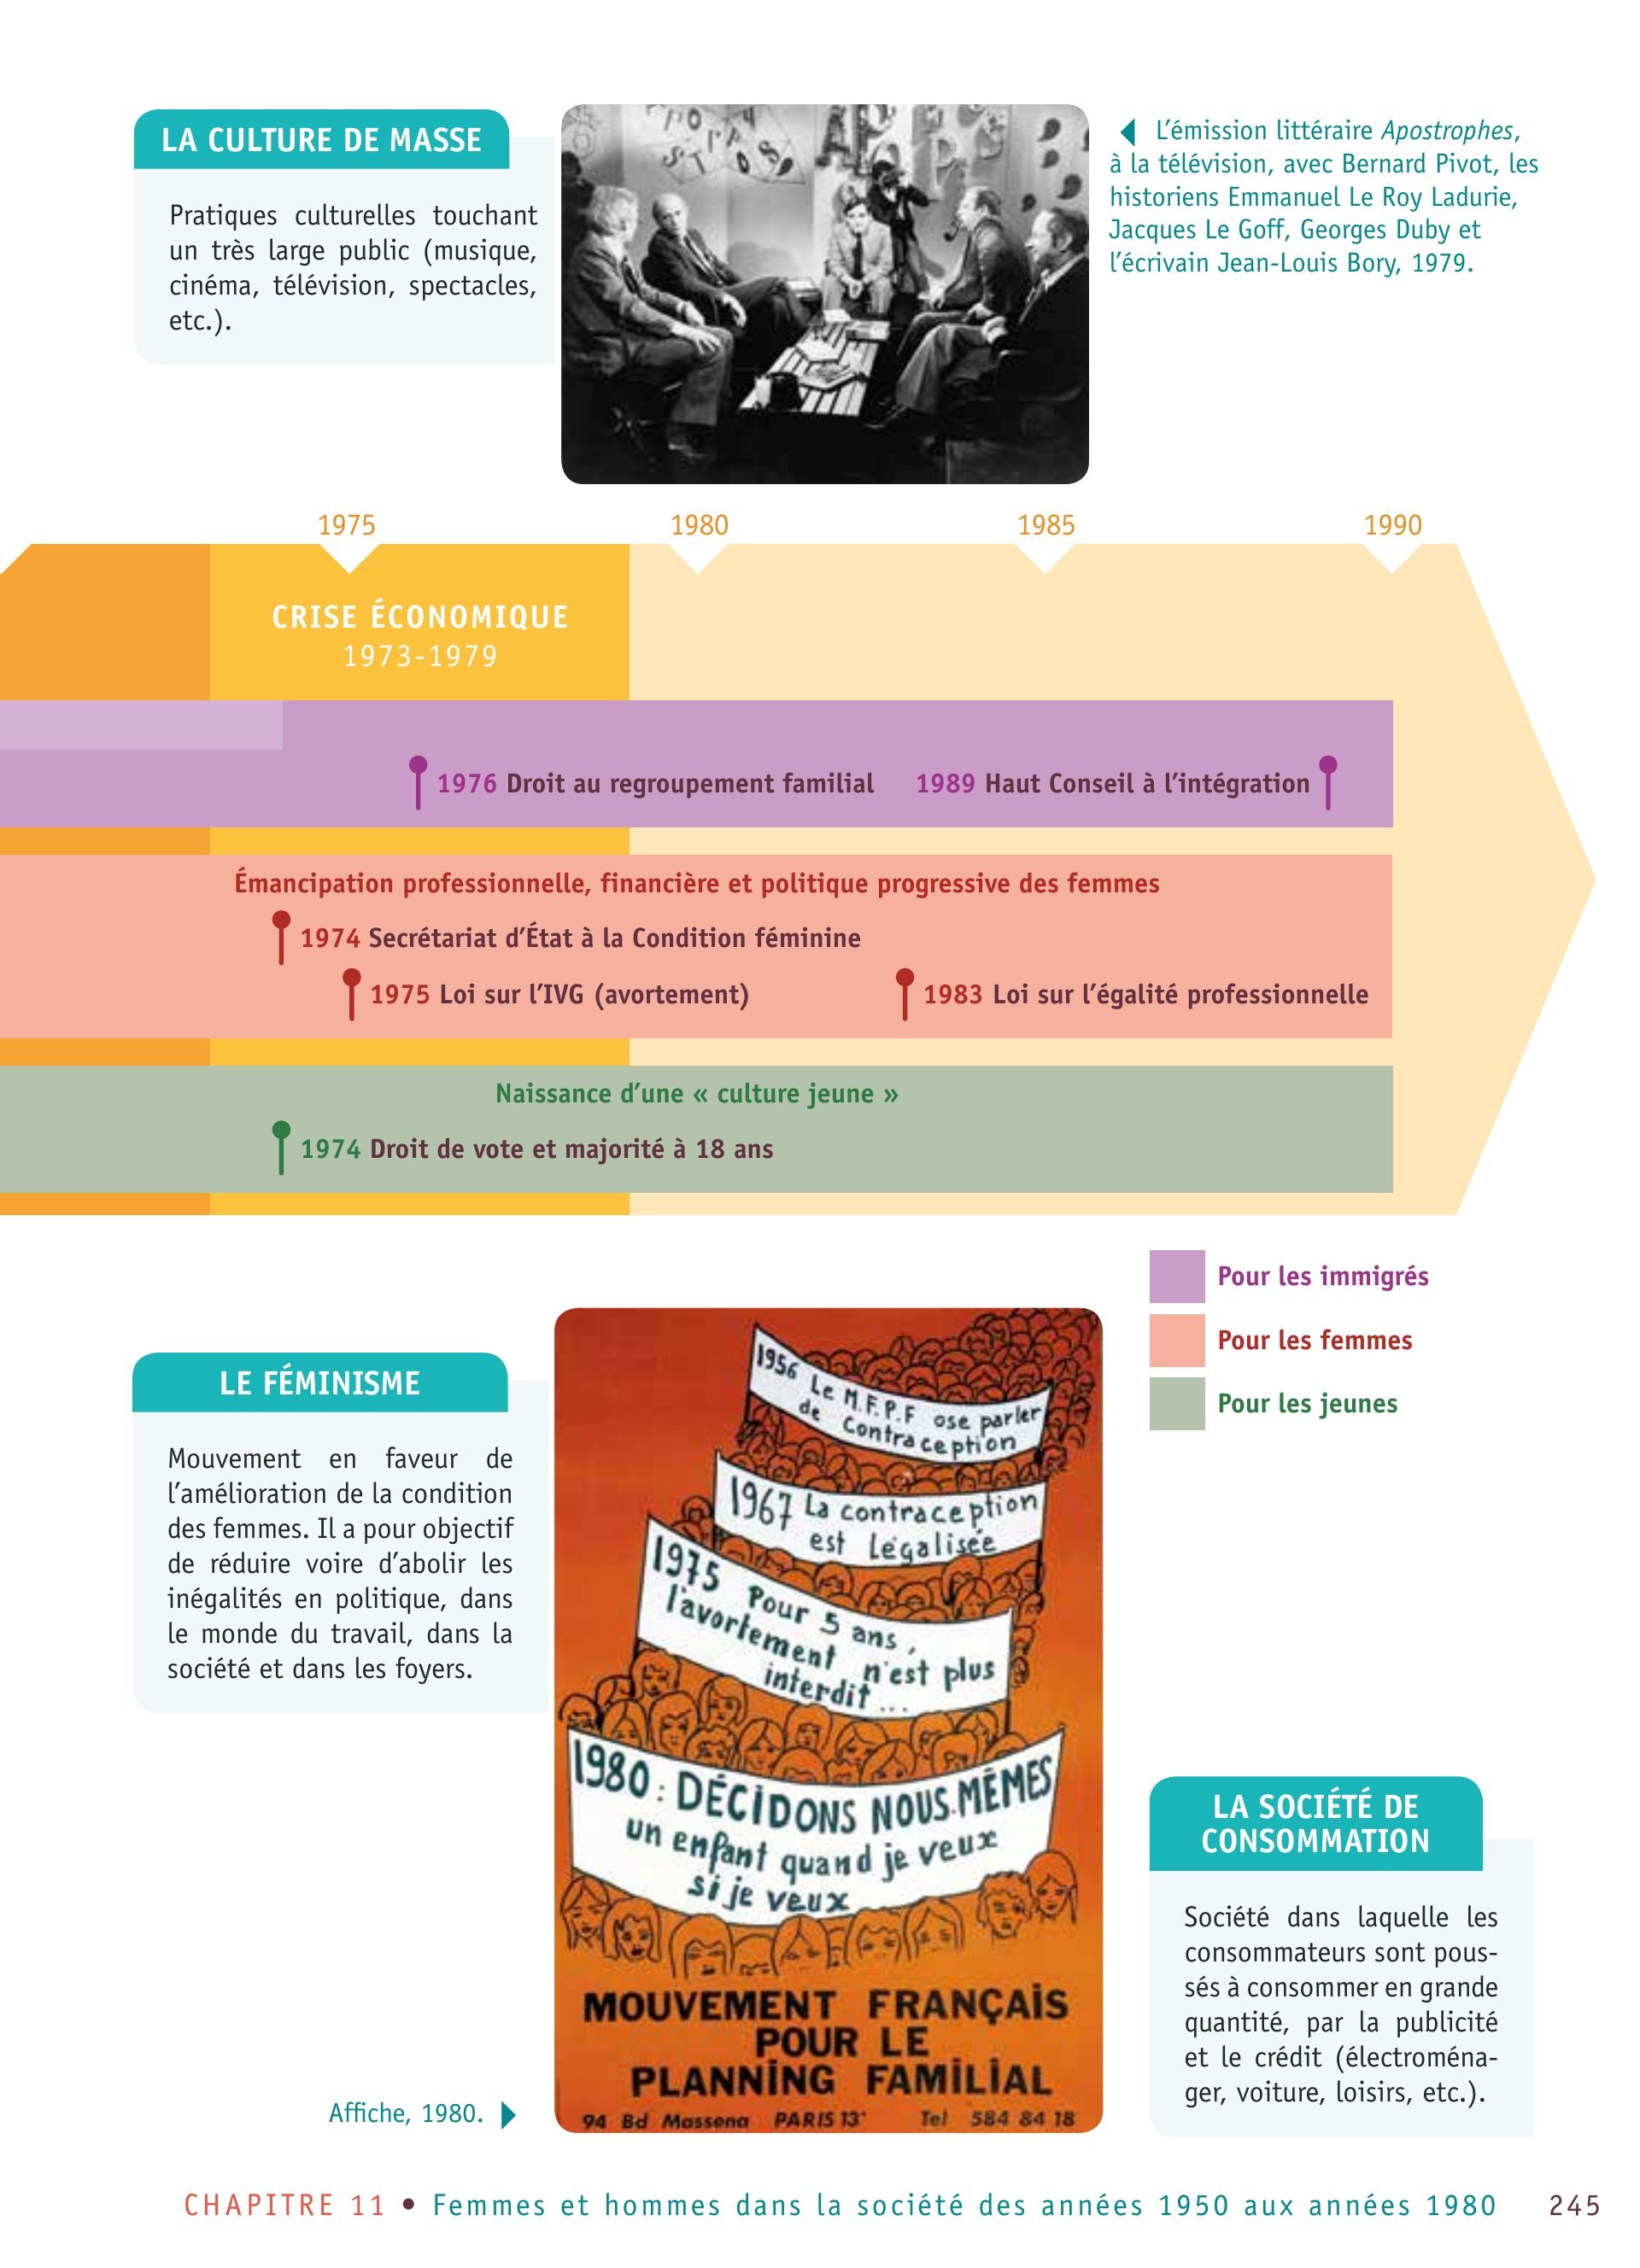 LA CULTURE DE MASSE
Pratiques culturelles touchant
un très large public (musique,
cinéma, télévision, spectacles,
etc.).
L’émission littéraire Apostrophes,
à la télévision, avec Bernard Pivot, les
historiens Emmanuel Le Roy Ladurie,
Jacques Le Goff, Georges Duby et
l’écrivain Jean-Louis Bory, 1979.
1975
1980
1985
1990
CRISE ÉCONOMIQUE
1973-1979
1976 Droit au regroupement familial
1989 Haut Conseil à l’intégration
Émancipation professionnelle, financière et politique progressive des femmes
1974 Secrétariat d’État à la Condition féminine
1975 Loi sur l’IVG (avortement)
1983 Loi sur l’égalité professionnelle
Naissance d’une « culture jeune »
1974 Droit de vote et majorité à 18 ans
Pour les immigrés
Pour les femmes
Pour les jeunes
LE FÉMINISME
Mouvement en faveur de
l’amélioration de la condition
des femmes. Il a pour objectif
de réduire voire d’abolir les
inégalités en politique, dans
le monde du travail, dans la
société et dans les foyers.
1956 Le M.F.P.F ose parler
de Contraception
1967 La contraception
est légalisée
1975 Pour 5 ans,
l'avortement n'est plus
interdit...
1980 : DÉCIDONS NOUS-MÊMES
un enfant quand je veux
si je veux
MOUVEMENT FRANÇAIS
POUR LE
PLANNING FAMILIAL
94 Bd Massena PARIS 13° Tel 584 84 18
Affiche, 1980.
LA SOCIÉTÉ DE
CONSOMMATION
Société dans laquelle les
consommateurs sont pous-
sés à consommer en grande
quantité, par la publicité
et le crédit (électroména-
ger, voiture, loisirs, etc.).
CHAPITRE 11 • Femmes et hommes dans la société des années 1950 aux années 1980 245